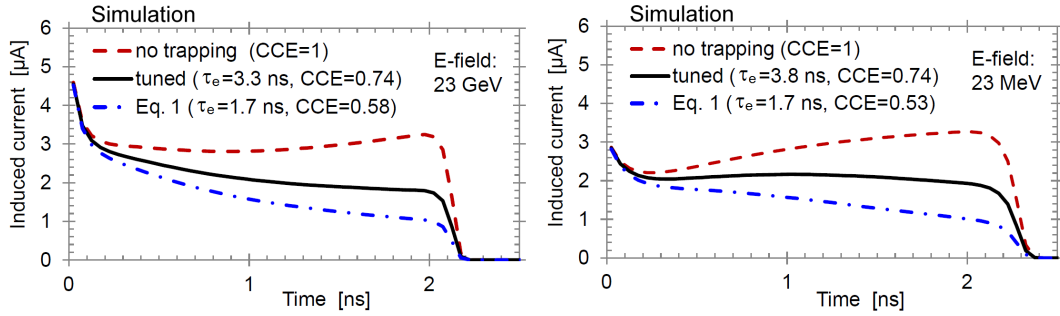 Simulation
6
5
4
3
2
1
0
Induced current [µA]
no trapping (CCE=1)
tuned (τe=3.3 ns, CCE=0.74)
Eq. 1 (τe=1.7 ns, CCE=0.58)
E-field:
23 GeV
0
1
2
Time [ns]
Simulation
6
5
4
3
2
1
0
Induced current [µA]
no trapping (CCE=1)
tuned (τe=3.8 ns, CCE=0.74)
Eq. 1 (τe=1.7 ns, CCE=0.53)
E-field:
23 MeV
0
1
2
Time [ns]